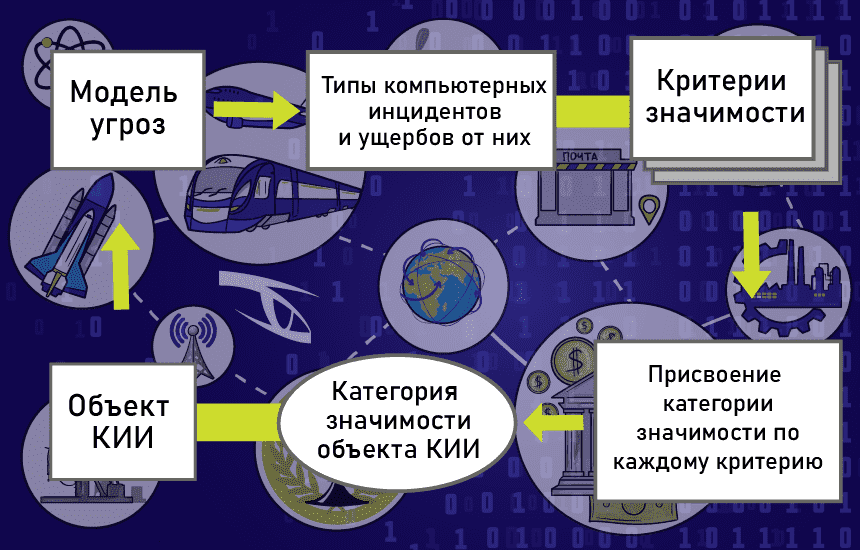 Модель
угроз
Типы компьютерных
инцидентов
и ущербов от них
Критерии
значимости
ПОЧТА
Объект
КИИ
Категория
значимости
объекта КИИ
Присвоение
категории
значимости по
каждому критерию